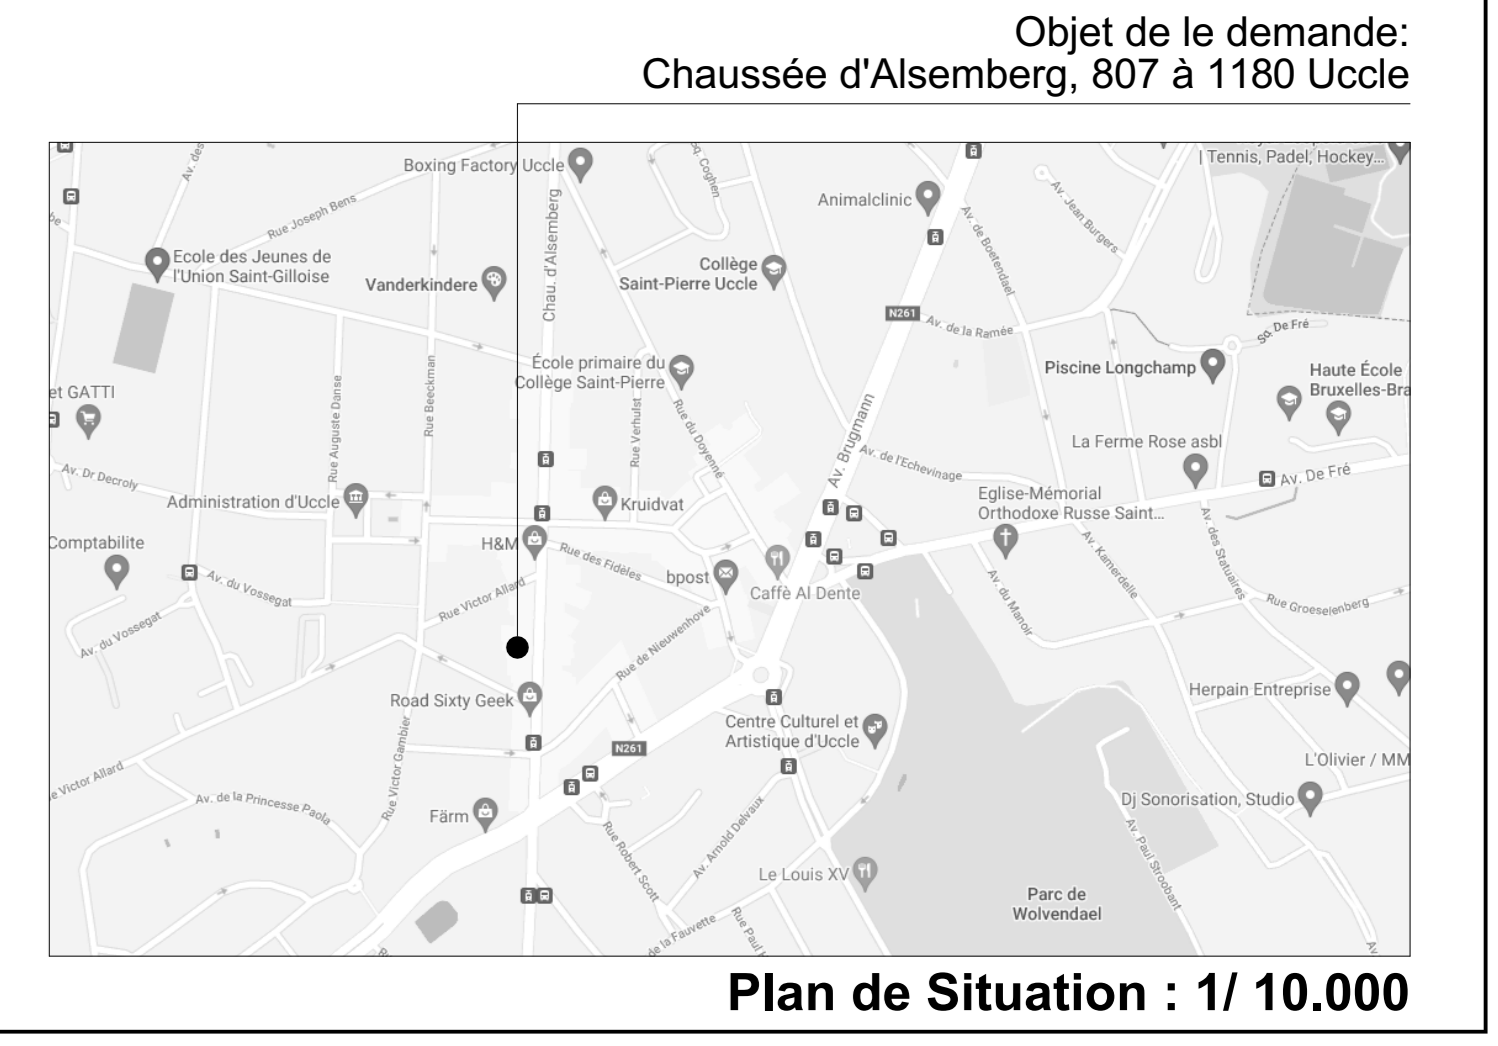 Objet de le demande:
Chaussée d'Alsemberg, 807 à 1180 Uccle
Av. des
Boxing Factory Uccle
Sq. Coghen
| Tennis, Padel, Hockey...
Animalclinic
Av. Jean Burgers
Rue Joseph Bens
Chau. d'Alsemberg
Av. de Boetendael
Ecole des Jeunes de
l'Union Saint-Gilloise
Vanderkindere
Collège
Saint-Pierre Uccle
N261
Av. de la Ramée
Sq. De Fré
École primaire du
Collège Saint-Pierre
Piscine Longchamp
Haute École
Bruxelles-Bra
et GATTI
Rue Auguste Danse
Rue Beeckman
Rue Verhulst
Rue du Doyenné
Av. Brugmann
La Ferme Rose asbl
Av. de l'Echevinage
Av. De Fré
Av. Dr Decroly
Administration d'Uccle
Kruidvat
Eglise-Mémorial
Orthodoxe Russe Saint...
Comptabilite
H&M
Rue des Fidèles
bpost
Caffè Al Dente
Av. Kamerdelle
Av. des Statuaires
Av. du Vossegat
Rue Victor Allard
Av. du Manoir
Rue Groeselenberg
Av. du Vossegat
Rue de Nieuwenhove
Road Sixty Geek
Herpain Entreprise
Centre Culturel et
Artistique d'Uccle
N261
Rue Victor Gambier
L'Olivier / MM
e Victor Allard
Av. de la Princesse Paola
Färm
Dj Sonorisation, Studio
Av. Arnold Delvaux
Rue Robert Scott
Av. Paul Stroobant
Le Louis XV
Parc de
Wolvendael
de la Fauvette
Rue Paul H
Av.
Plan de Situation : 1/ 10.000